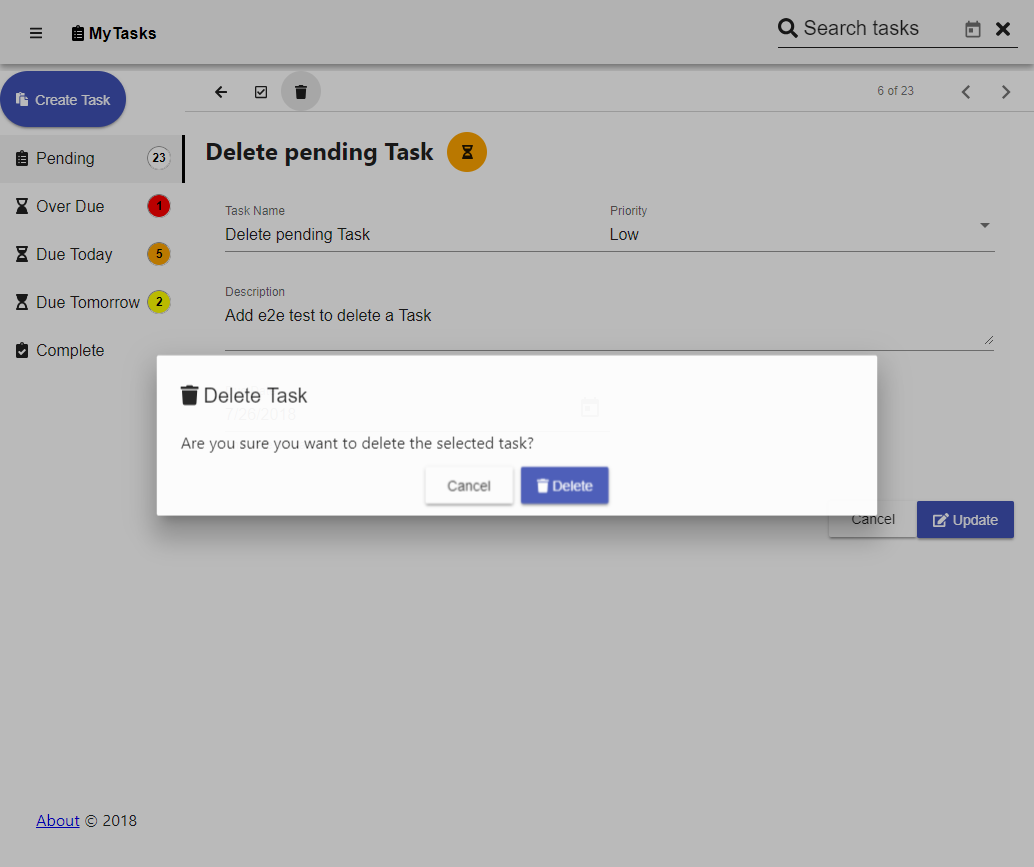 MyTasks
Search tasks
Create Task
6 of 23
Pending 23
Over Due 1
Due Today 5
Due Tomorrow 2
Complete
Delete pending Task
Task Name
Delete pending Task
Priority
Low
Description
Add e2e test to delete a Task
Delete Task
7/26/2018
Are you sure you want to delete the selected task?
Cancel
Delete
Cancel
Update
About © 2018